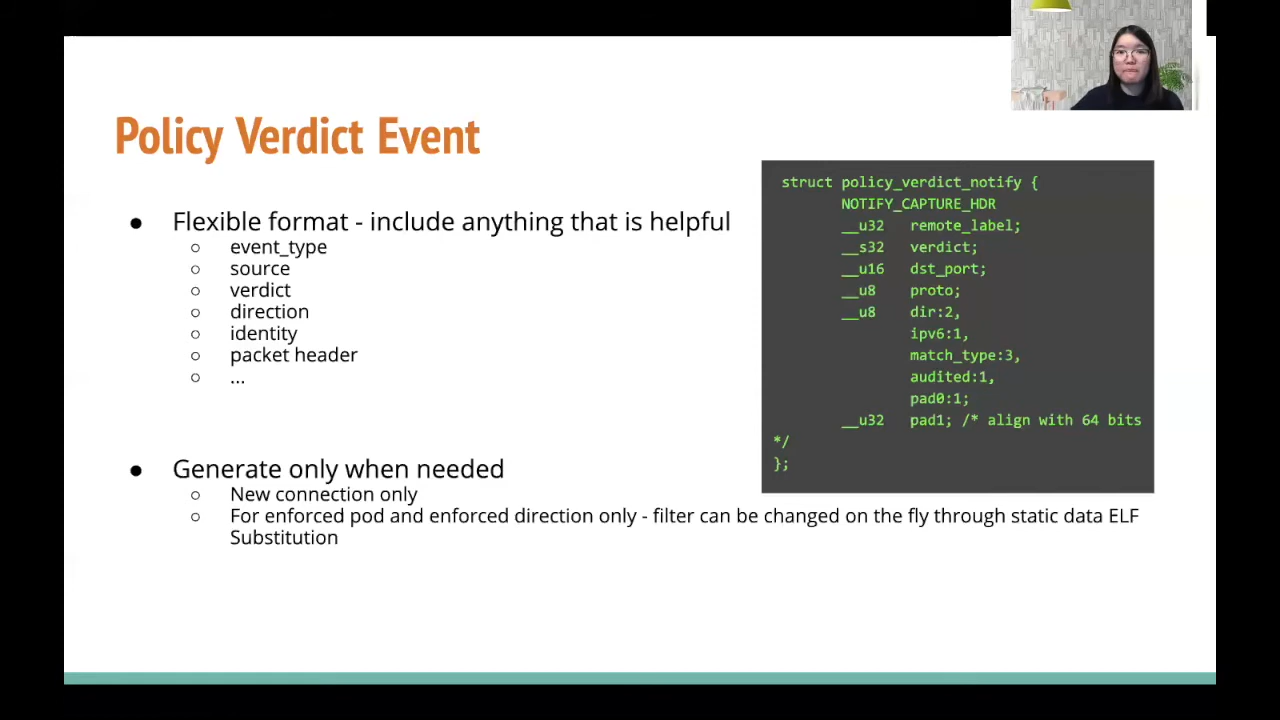 Policy Verdict Event
● Flexible format - include anything that is helpful
○ event_type
○ source
○ verdict
○ direction
○ identity
○ packet header
○ ...
● Generate only when needed
○ New connection only
○ For enforced pod and enforced direction only - filter can be changed on the fly through static data ELF
Substitution
struct policy_verdict_notify {
NOTIFY_CAPTURE_HDR
__u32 remote_label;
__s32 verdict;
__u16 dst_port;
__u8 proto;
__u8 dir:2,
ipv6:1,
match_type:3,
audited:1,
pad0:1;
__u32 pad1; /* align with 64 bits
*/
};